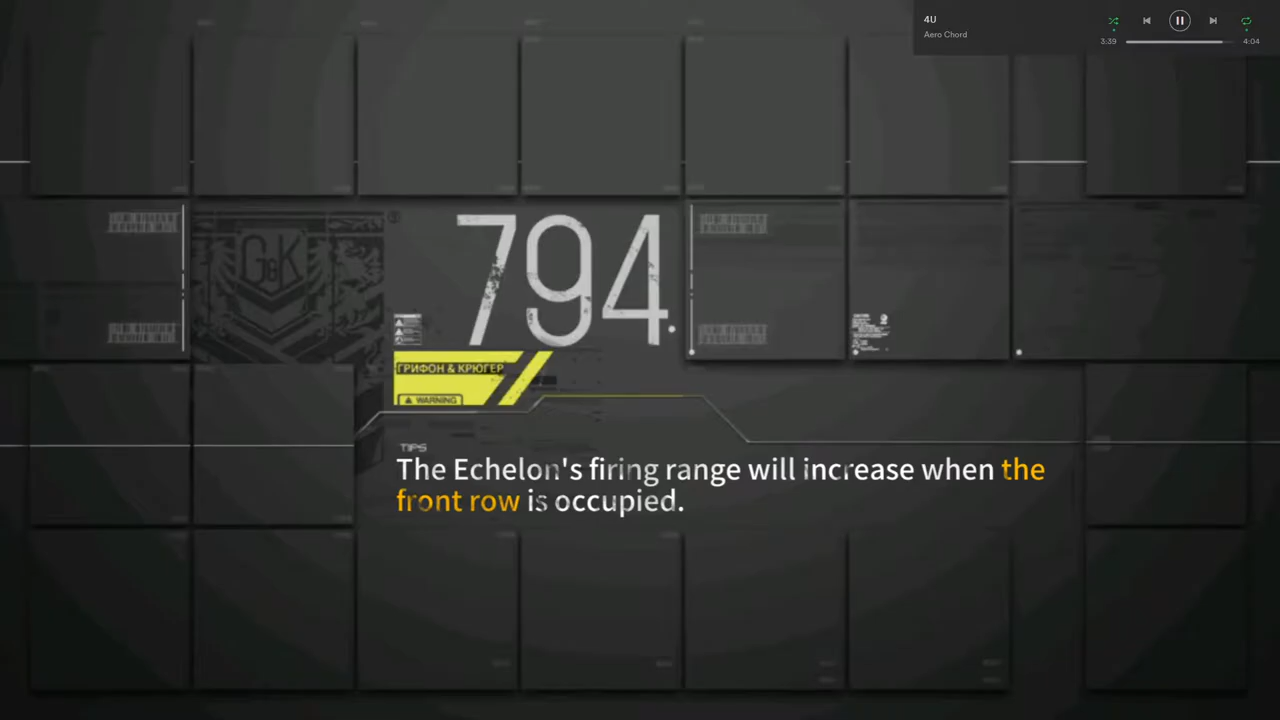 4U
Aero Chord
3:39
4:04
G&K
794.
ГРИФОН & КРЮГЕР
WARNING
TIPS
The Echelon's firing range will increase when the
front row is occupied.